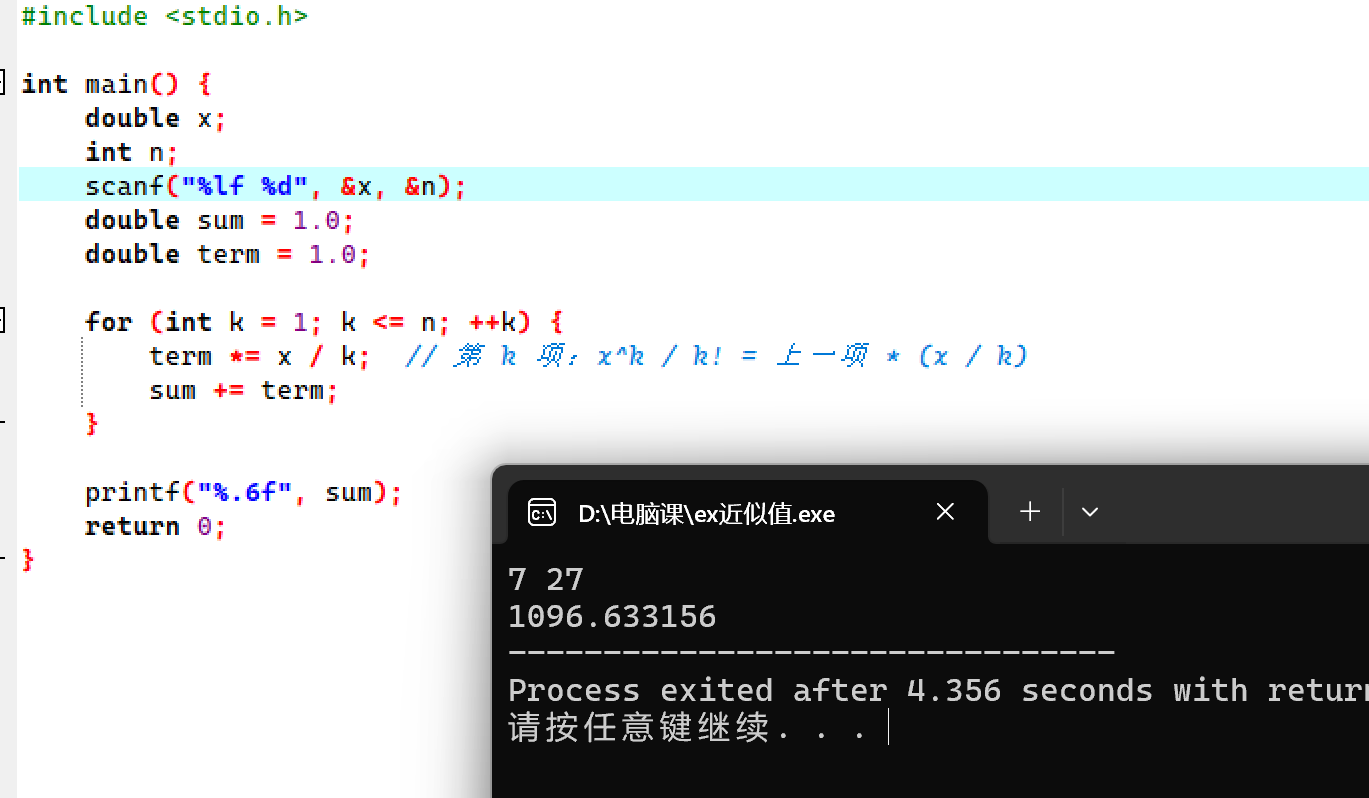 #include <stdio.h>
int main() {
double x;
int n;
scanf("%lf %d", &x, &n);
double sum = 1.0;
double term = 1.0;
for (int k = 1; k <= n; ++k) {
term *= x / k;  // 第 k 项：x^k / k! = 上一项 * (x / k)
sum += term;
}
printf("%.6f", sum);
return 0;
}
D:\电脑课\ex近似值.exe
7 27
1096.633156
--------------------------------
Process exited after 4.356 seconds with return
请按任意键继续. . .